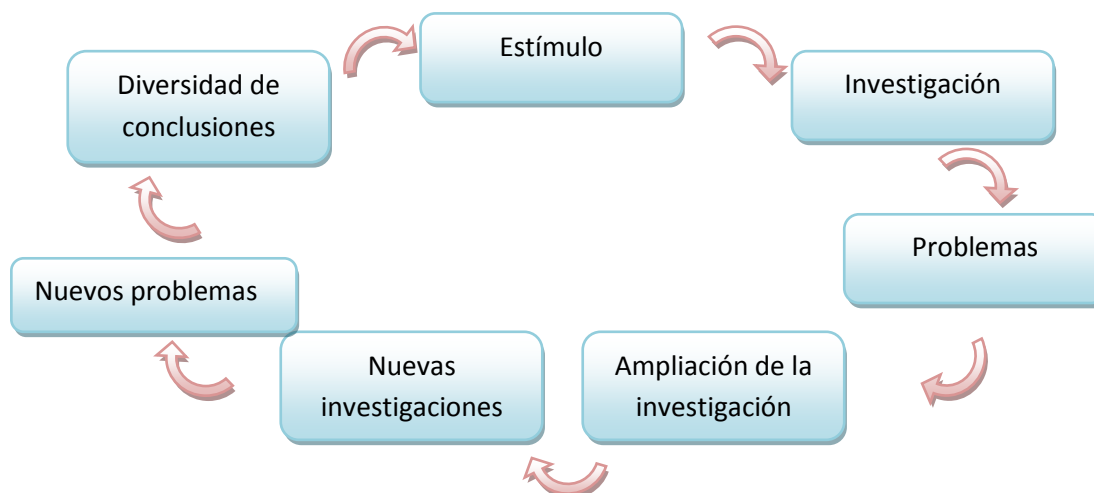 Estímulo
Investigación
Problemas
Ampliación de la
investigación
Nuevas
investigaciones
Nuevos problemas
Diversidad de
conclusiones